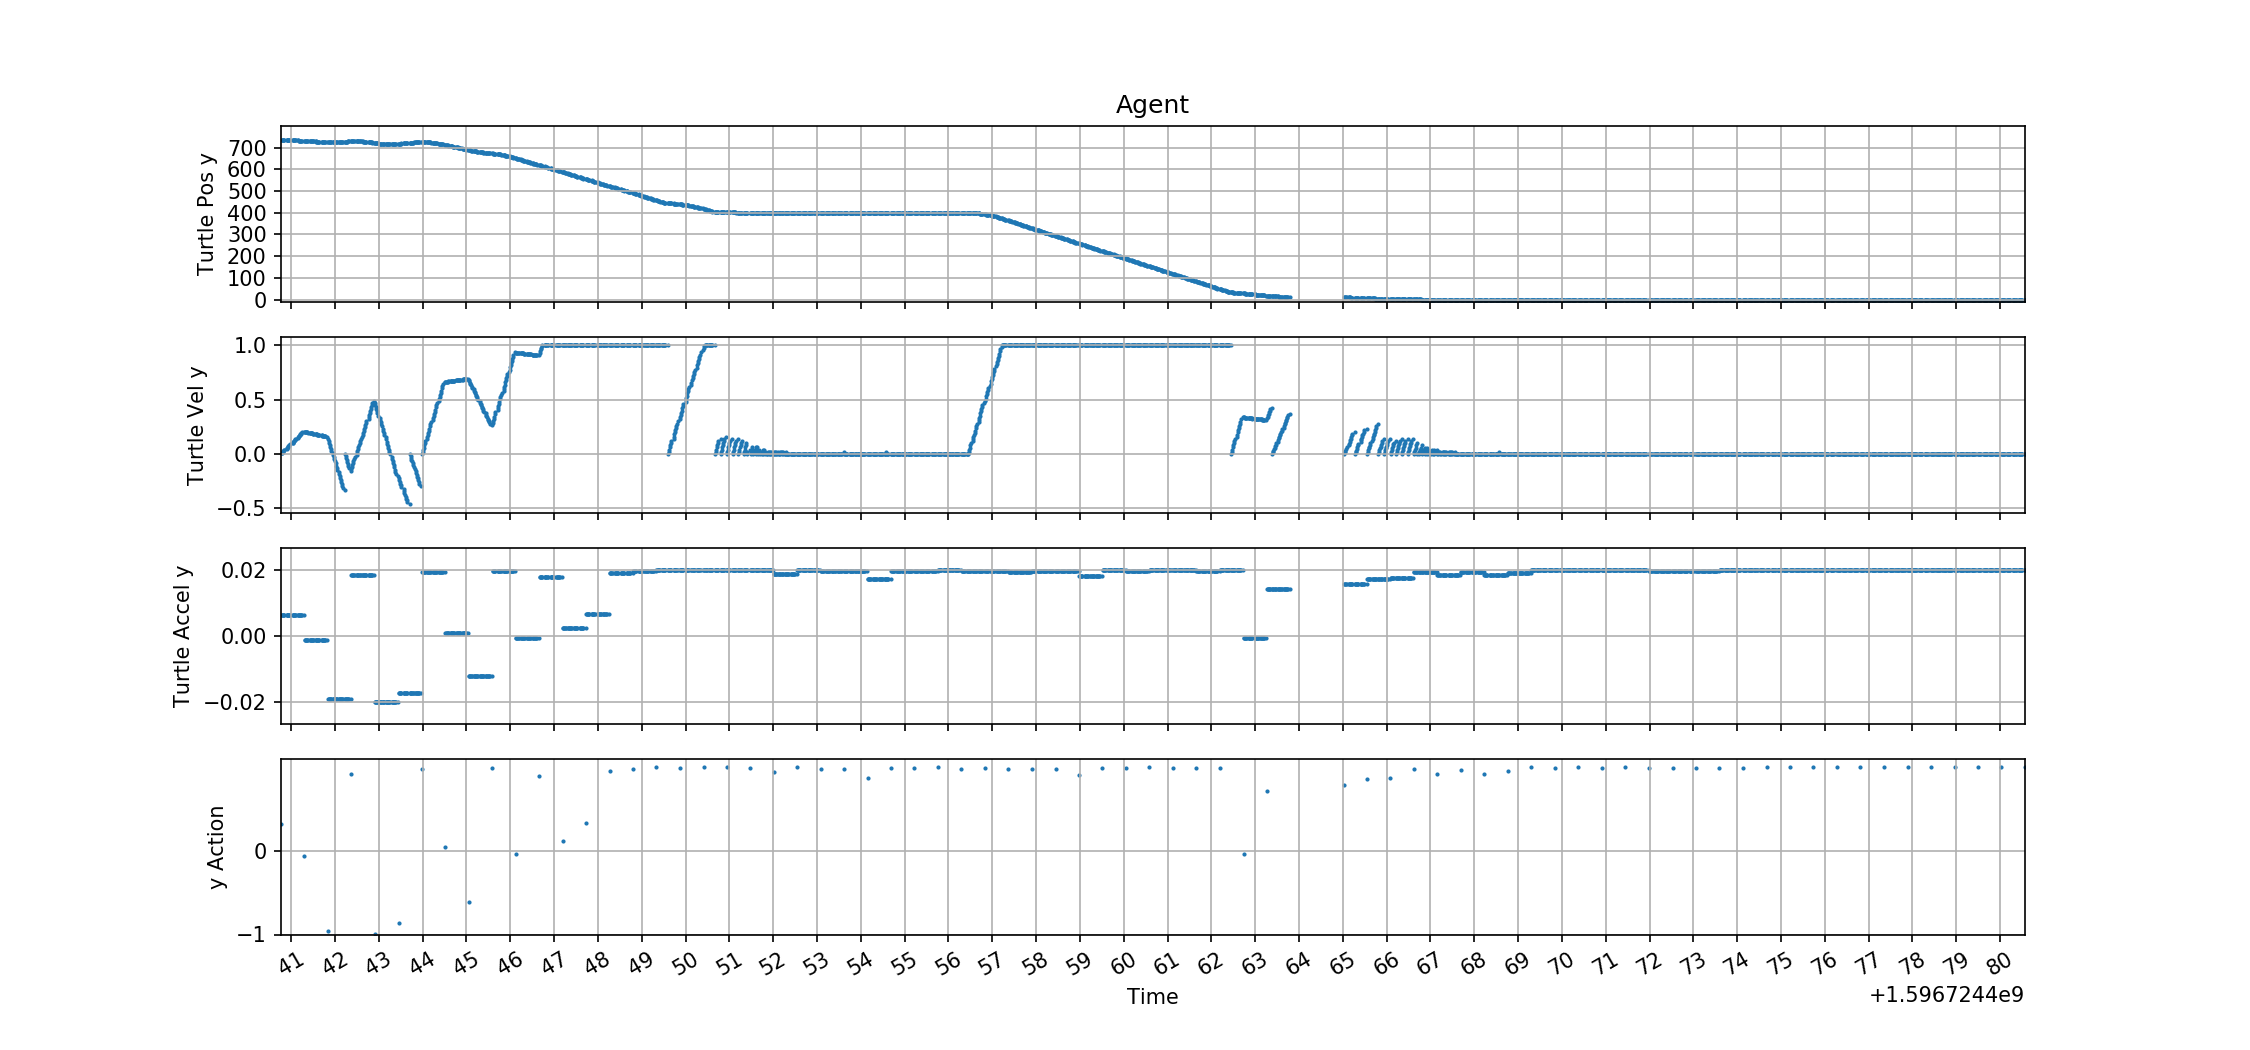 Agent
Turtle Pos y
700
600
500
400
300
200
100
0
Turtle Vel y
1.0
0.5
0.0
−0.5
Turtle Accel y
0.02
0.00
−0.02
y Action
0
−1
41 42 43 44 45 46 47 48 49 50 51 52 53 54 55 56 57 58 59 60 61 62 63 64 65 66 67 68 69 70 71 72 73 74 75 76 77 78 79 80
Time
+1.5967244e9